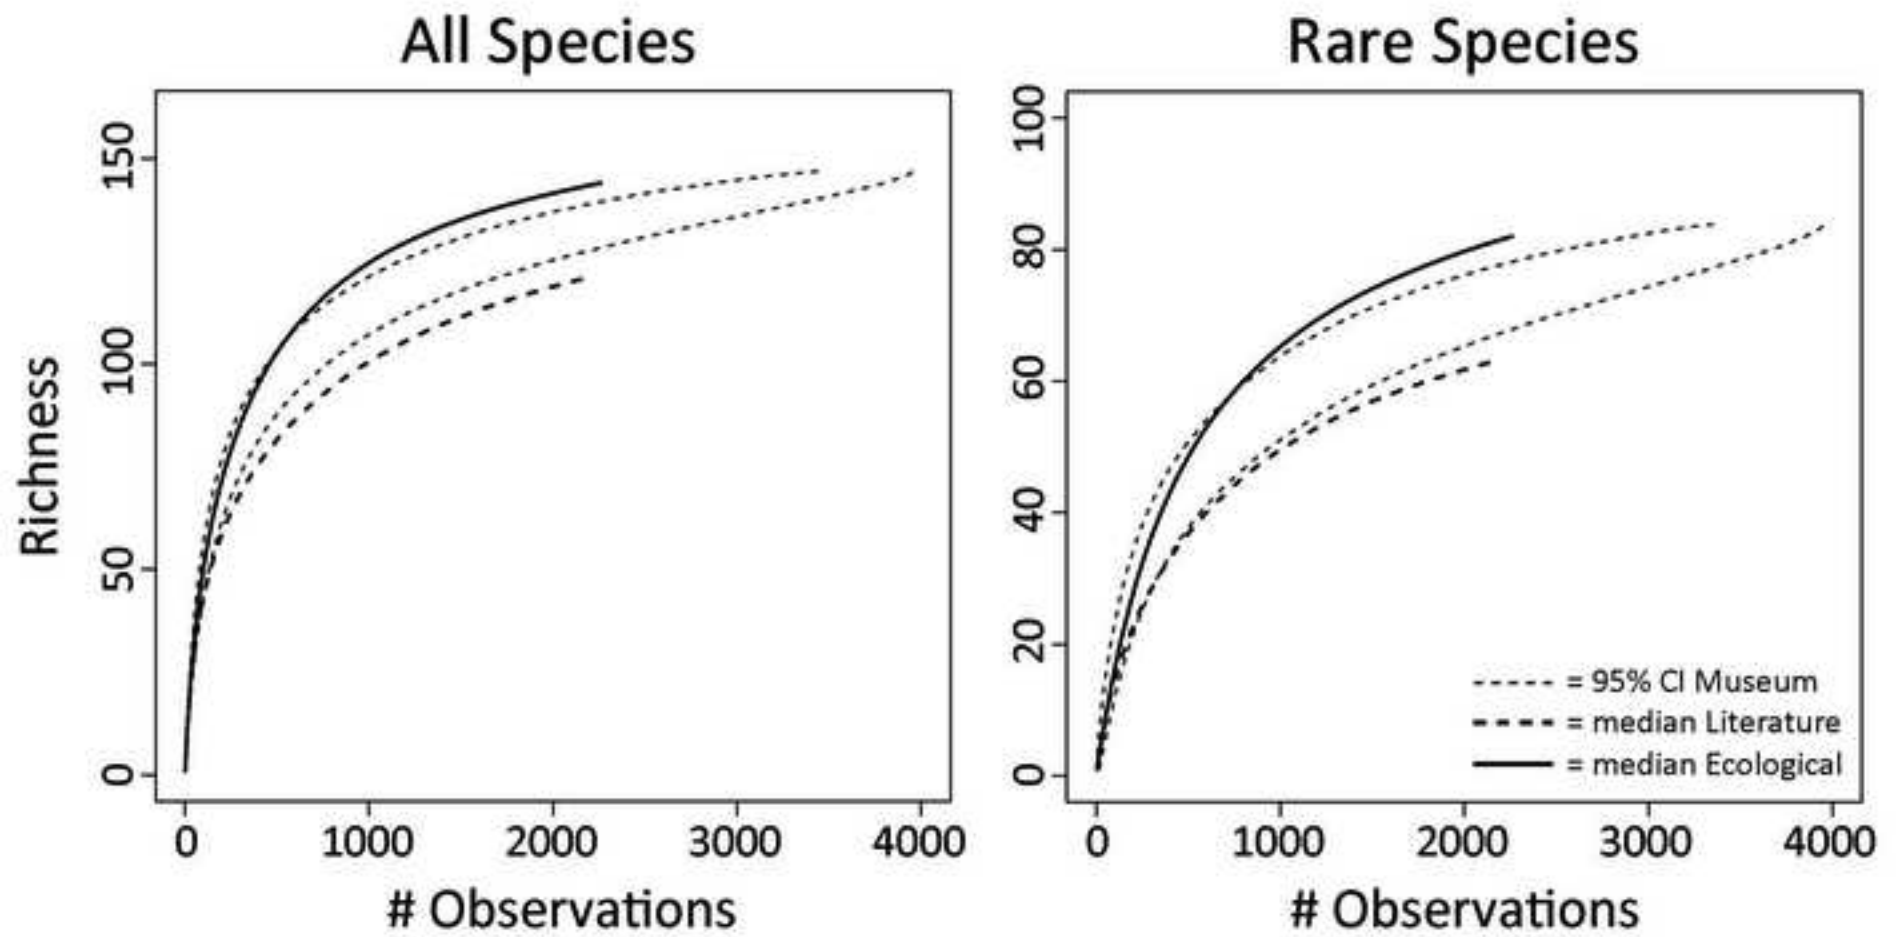 All Species
Rare Species
Richness
150
100
50
0
0 1000 2000 3000 4000
# Observations
100
80
60
40
20
0
= 95% CI Museum
= median Literature
= median Ecological
0 1000 2000 3000 4000
# Observations